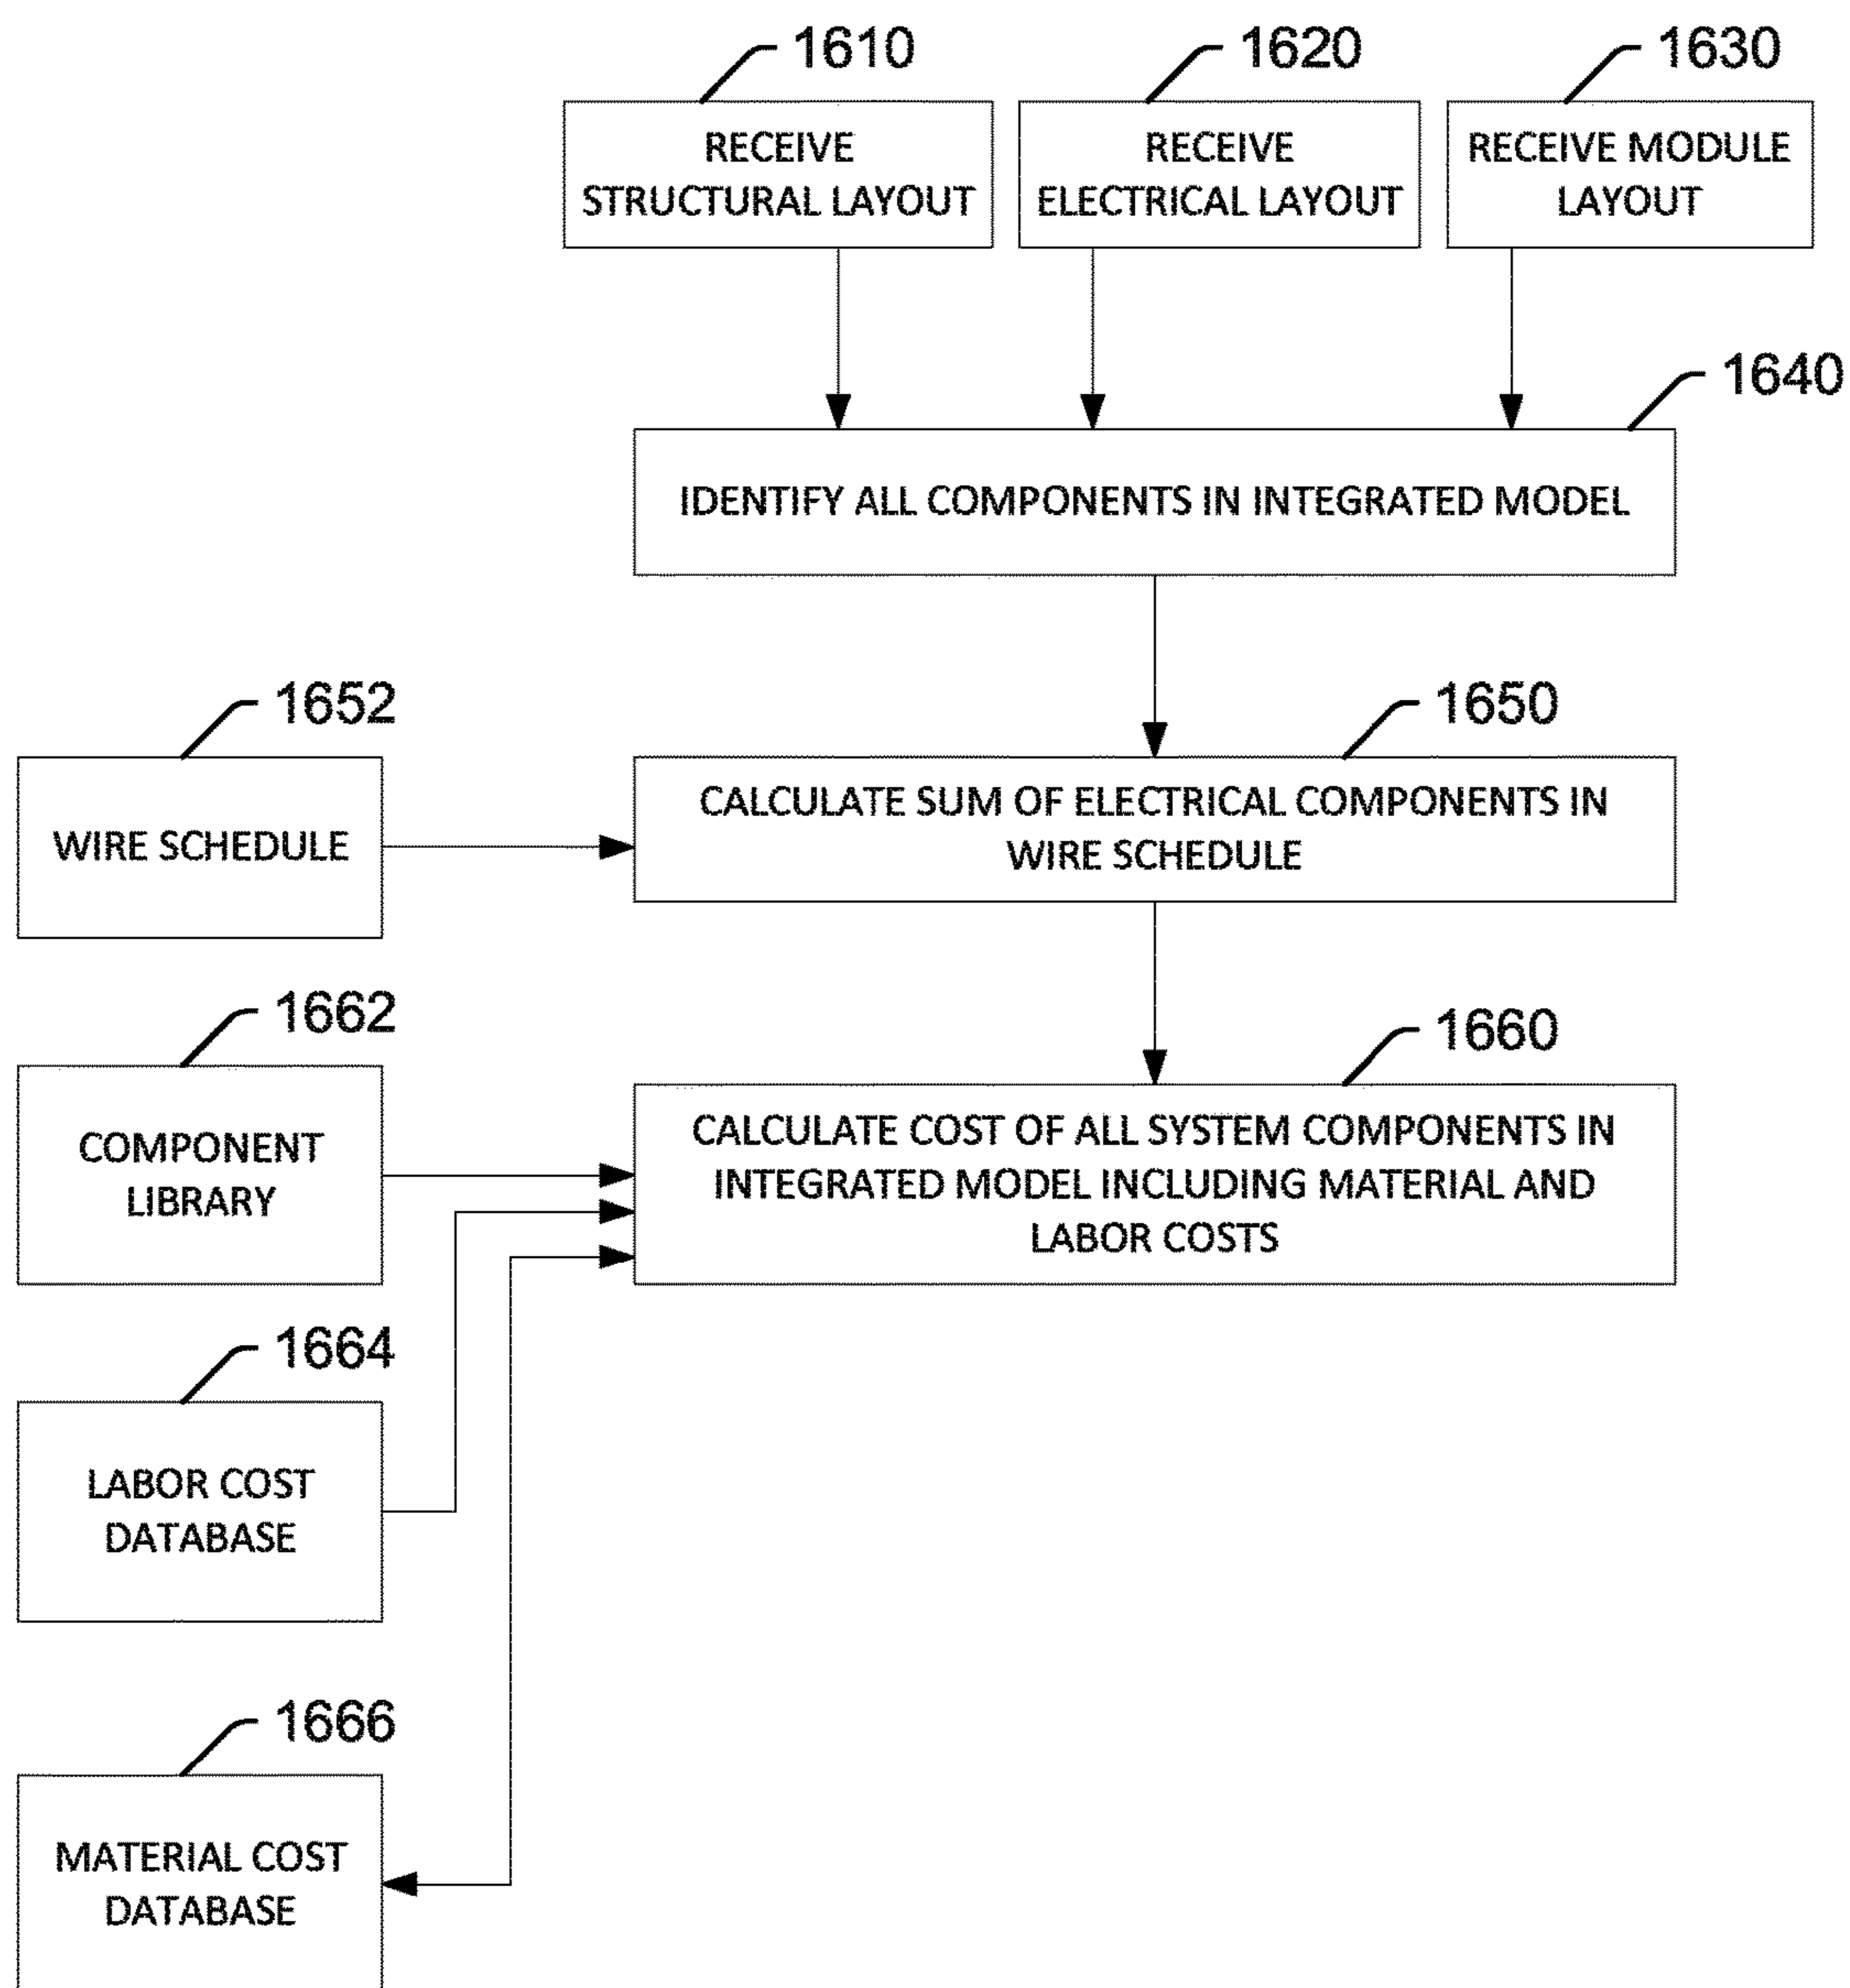 1610
1620
1630
RECEIVE
STRUCTURAL LAYOUT
RECEIVE
ELECTRICAL LAYOUT
RECEIVE MODULE
LAYOUT
1640
IDENTIFY ALL COMPONENTS IN INTEGRATED MODEL
1652
1650
WIRE SCHEDULE
CALCULATE SUM OF ELECTRICAL COMPONENTS IN
WIRE SCHEDULE
1662
1660
COMPONENT
LIBRARY
CALCULATE COST OF ALL SYSTEM COMPONENTS IN
INTEGRATED MODEL INCLUDING MATERIAL AND
LABOR COSTS
1664
LABOR COST
DATABASE
1666
MATERIAL COST
DATABASE